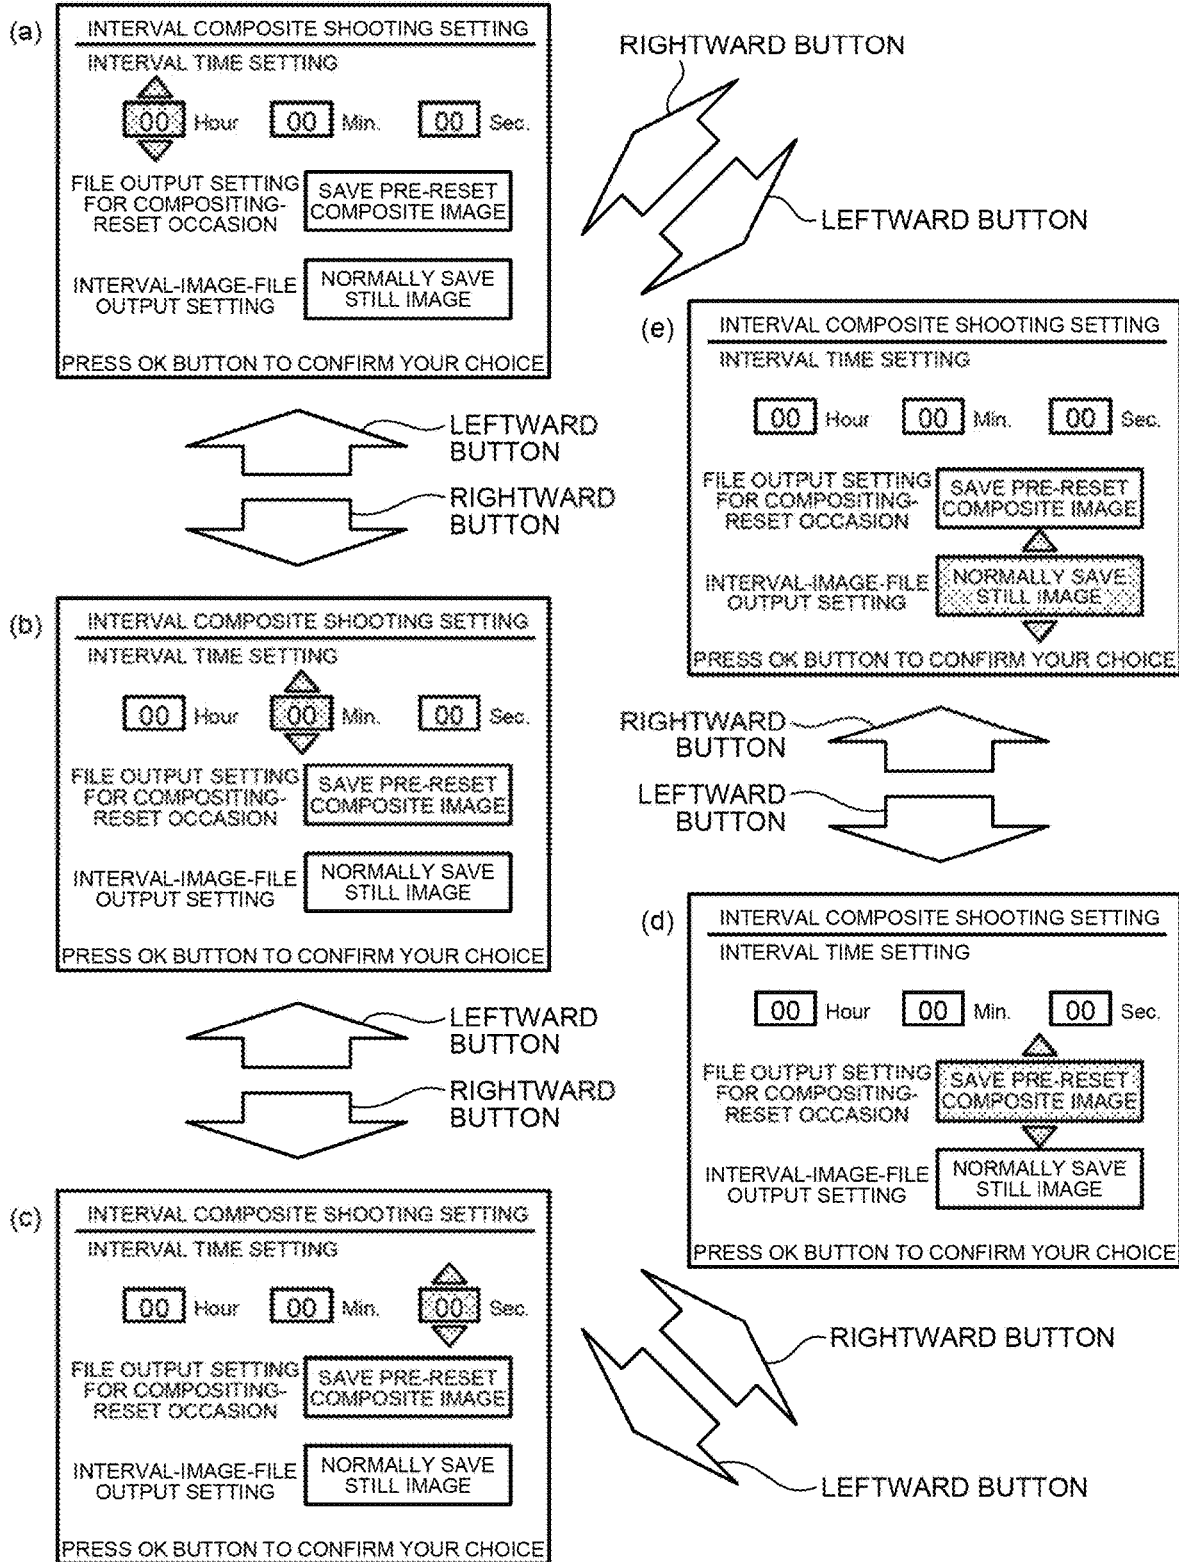 (a)
INTERVAL COMPOSITE SHOOTING SETTING
INTERVAL TIME SETTING
00 Hour 00 Min. 00 Sec.
FILE OUTPUT SETTING
FOR COMPOSITING-
RESET OCCASION
SAVE PRE-RESET
COMPOSITE IMAGE
INTERVAL-IMAGE-FILE
OUTPUT SETTING
NORMALLY SAVE
STILL IMAGE
PRESS OK BUTTON TO CONFIRM YOUR CHOICE
LEFTWARD
BUTTON
RIGHTWARD
BUTTON
(b)
INTERVAL COMPOSITE SHOOTING SETTING
INTERVAL TIME SETTING
00 Hour 00 Min. 00 Sec.
FILE OUTPUT SETTING
FOR COMPOSITING-
RESET OCCASION
SAVE PRE-RESET
COMPOSITE IMAGE
INTERVAL-IMAGE-FILE
OUTPUT SETTING
NORMALLY SAVE
STILL IMAGE
PRESS OK BUTTON TO CONFIRM YOUR CHOICE
LEFTWARD
BUTTON
RIGHTWARD
BUTTON
(c)
INTERVAL COMPOSITE SHOOTING SETTING
INTERVAL TIME SETTING
00 Hour 00 Min. 00 Sec.
FILE OUTPUT SETTING
FOR COMPOSITING-
RESET OCCASION
SAVE PRE-RESET
COMPOSITE IMAGE
INTERVAL-IMAGE-FILE
OUTPUT SETTING
NORMALLY SAVE
STILL IMAGE
PRESS OK BUTTON TO CONFIRM YOUR CHOICE
RIGHTWARD BUTTON
LEFTWARD BUTTON
(e)
INTERVAL COMPOSITE SHOOTING SETTING
INTERVAL TIME SETTING
00 Hour 00 Min. 00 Sec.
FILE OUTPUT SETTING
FOR COMPOSITING-
RESET OCCASION
SAVE PRE-RESET
COMPOSITE IMAGE
INTERVAL-IMAGE-FILE
OUTPUT SETTING
NORMALLY SAVE
STILL IMAGE
PRESS OK BUTTON TO CONFIRM YOUR CHOICE
RIGHTWARD
BUTTON
LEFTWARD
BUTTON
(d)
INTERVAL COMPOSITE SHOOTING SETTING
INTERVAL TIME SETTING
00 Hour 00 Min. 00 Sec.
FILE OUTPUT SETTING
FOR COMPOSITING-
RESET OCCASION
SAVE PRE-RESET
COMPOSITE IMAGE
INTERVAL-IMAGE-FILE
OUTPUT SETTING
NORMALLY SAVE
STILL IMAGE
PRESS OK BUTTON TO CONFIRM YOUR CHOICE
RIGHTWARD BUTTON
LEFTWARD BUTTON